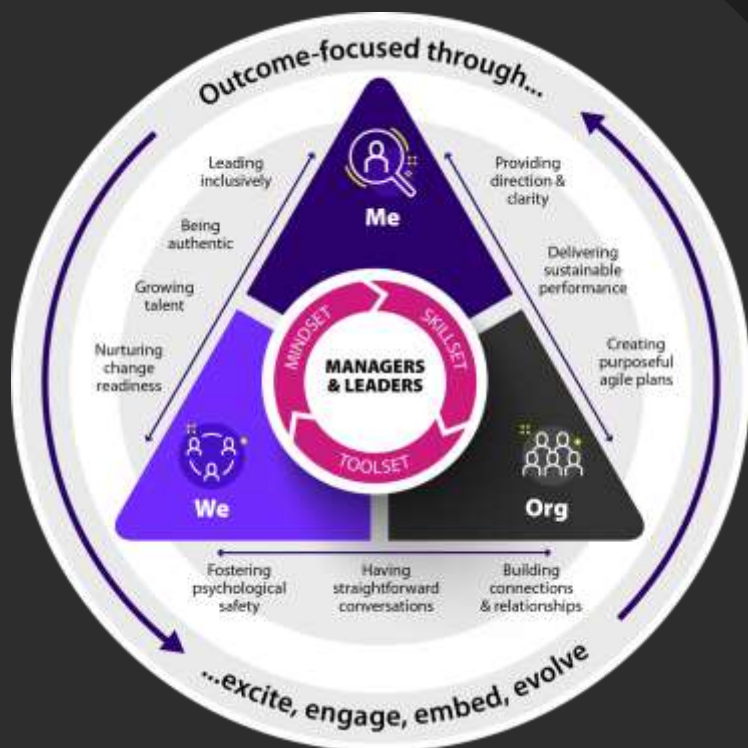 Outcome-focused through...
Leading
inclusively
Being
authentic
Growing
talent
Nurturing
change
readiness
Me
Providing
direction &
clarity
Delivering
sustainable
performance
Creating
purposeful
agile plans
MINDSET
SKILLSET
TOOLSET
MANAGERS
& LEADERS
We
Org
Fostering
psychological
safety
Having
straightforward
conversations
Building
connections
& relationships
...excite, engage, embed, evolve